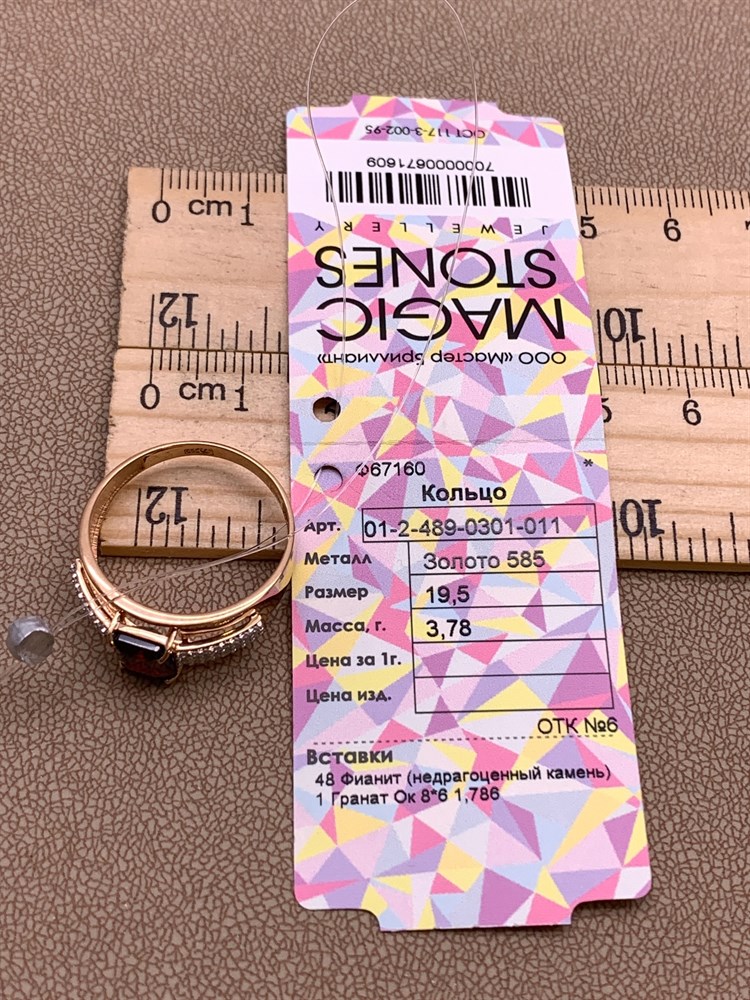 ССТ 117-3-002-95
7000000671609
JEWELLERY
STONES
MAGIC
ООО «Мастер Бриллиант»
0 cm 1 5 6
12 10
0 cm 1 5 6
12 10
Ф67160 *
Кольцо
Арт. 01-2-489-0301-011
Металл Золото 585
Размер 19,5
Масса, г. 3,78
Цена за 1г.
Цена изд.
ОТК №6
Вставки
48 Фианит (недрагоценный камень)
1 Гранат Ок 8*6 1,786